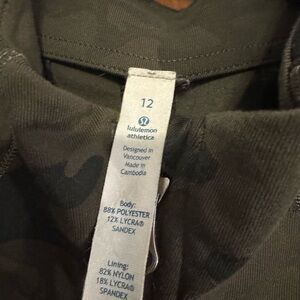 12
lululemon
athletica
Designed in
Vancouver
Made in
Cambodia
Body:
88% POLYESTER
12% LYCRA®
SANDEX
Lining:
82% NYLON
18% LYCRA®
SPANDEX